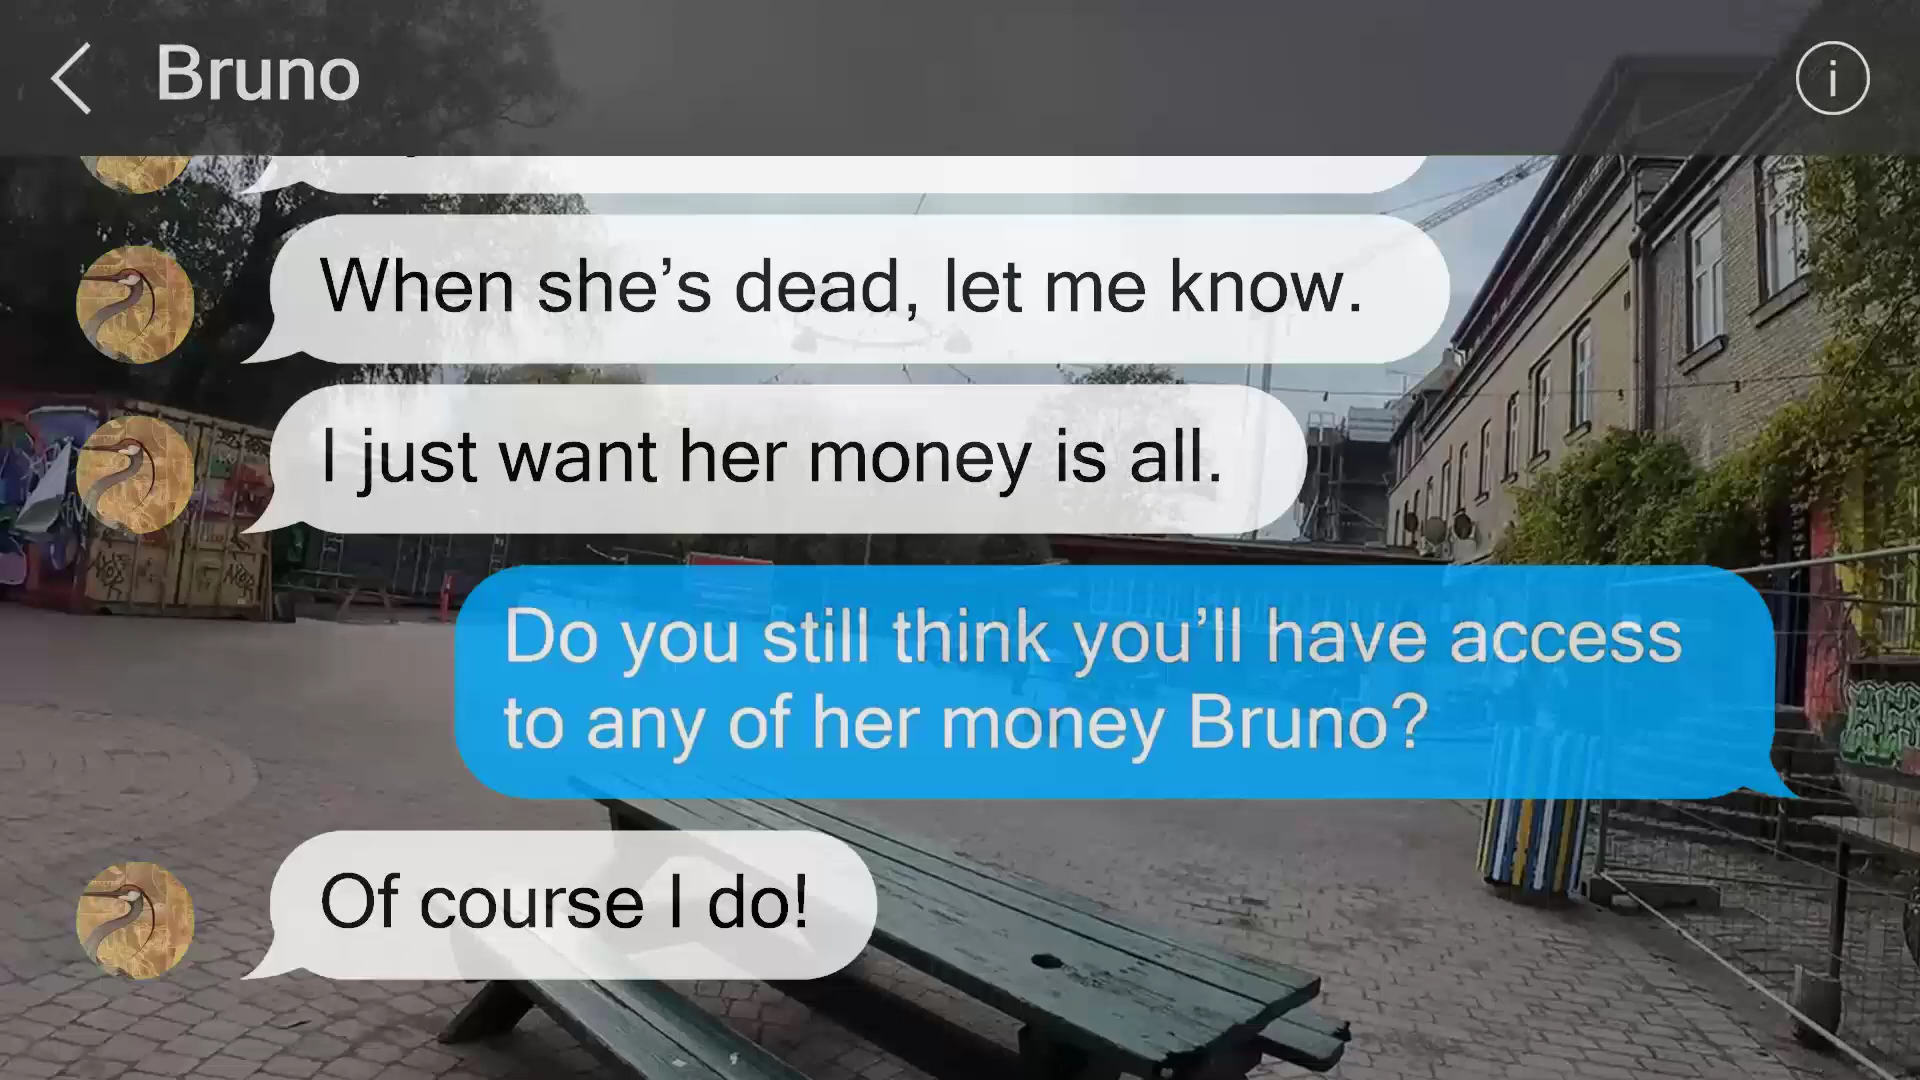 Bruno
When she's dead, let me know.
I just want her money is all.
Do you still think you'll have access
to any of her money Bruno?
Of course I do!